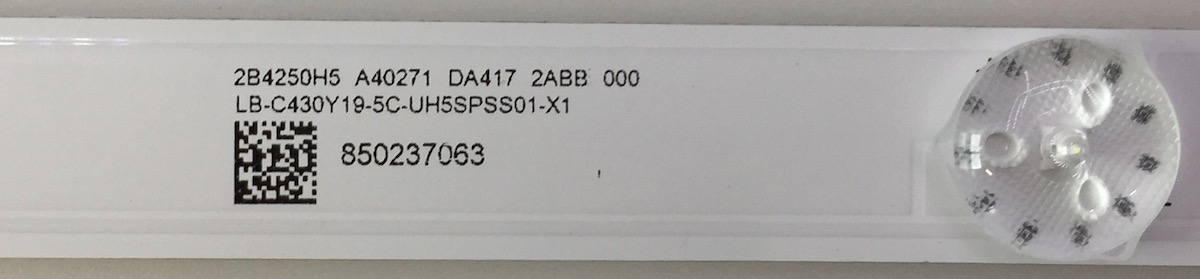 2B4250H5 A40271 DA417 2ABB 000
LB-C430Y19-5C-UH5SPSS01-X1
850237063